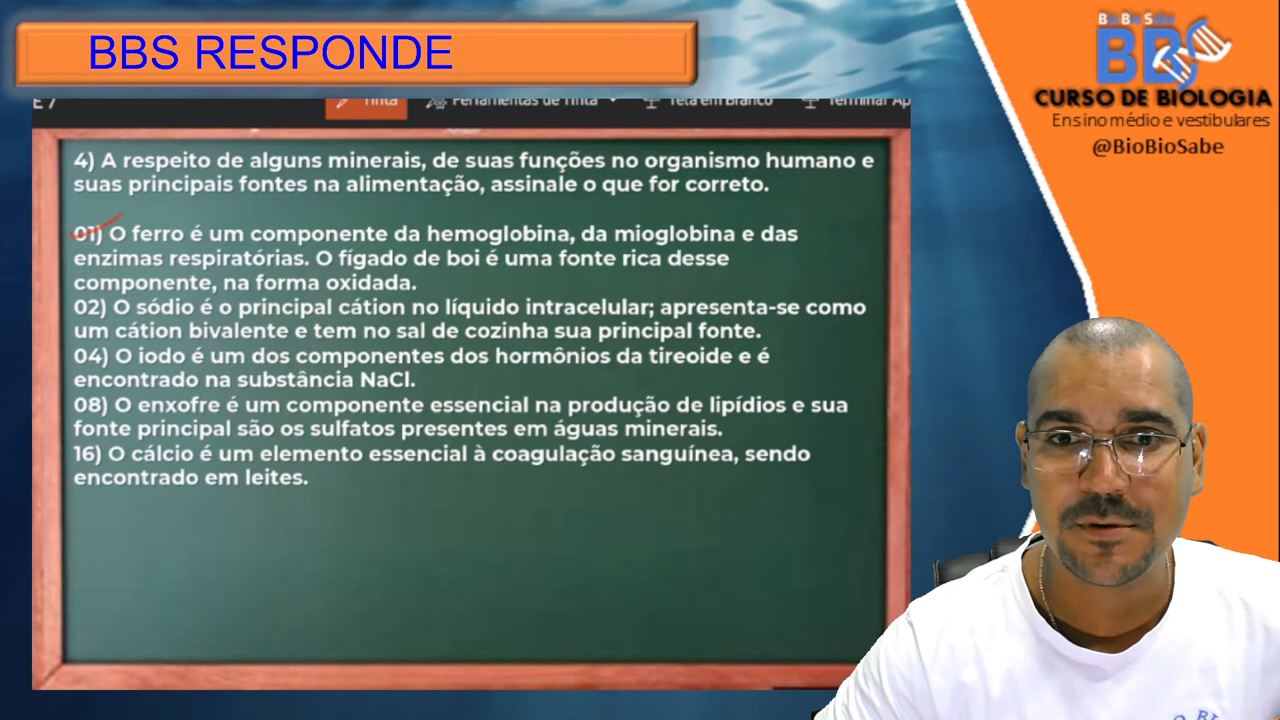 BBS RESPONDE
Bio Bio Sabe
BBS
CURSO DE BIOLOGIA
Ensino médio e vestibulares
@BioBioSabe
E 7
Tinta
Ferramentas de Tinta
Tela em Branco
Terminar Ap
4) A respeito de alguns minerais, de suas funções no organismo humano e
suas principais fontes na alimentação, assinale o que for correto.
01) O ferro é um componente da hemoglobina, da mioglobina e das
enzimas respiratórias. O fígado de boi é uma fonte rica desse
componente, na forma oxidada.
02) O sódio é o principal cátion no líquido intracelular; apresenta-se como
um cátion bivalente e tem no sal de cozinha sua principal fonte.
04) O iodo é um dos componentes dos hormônios da tireoide e é
encontrado na substância NaCl.
08) O enxofre é um componente essencial na produção de lipídios e sua
fonte principal são os sulfatos presentes em águas minerais.
16) O cálcio é um elemento essencial à coagulação sanguínea, sendo
encontrado em leites.